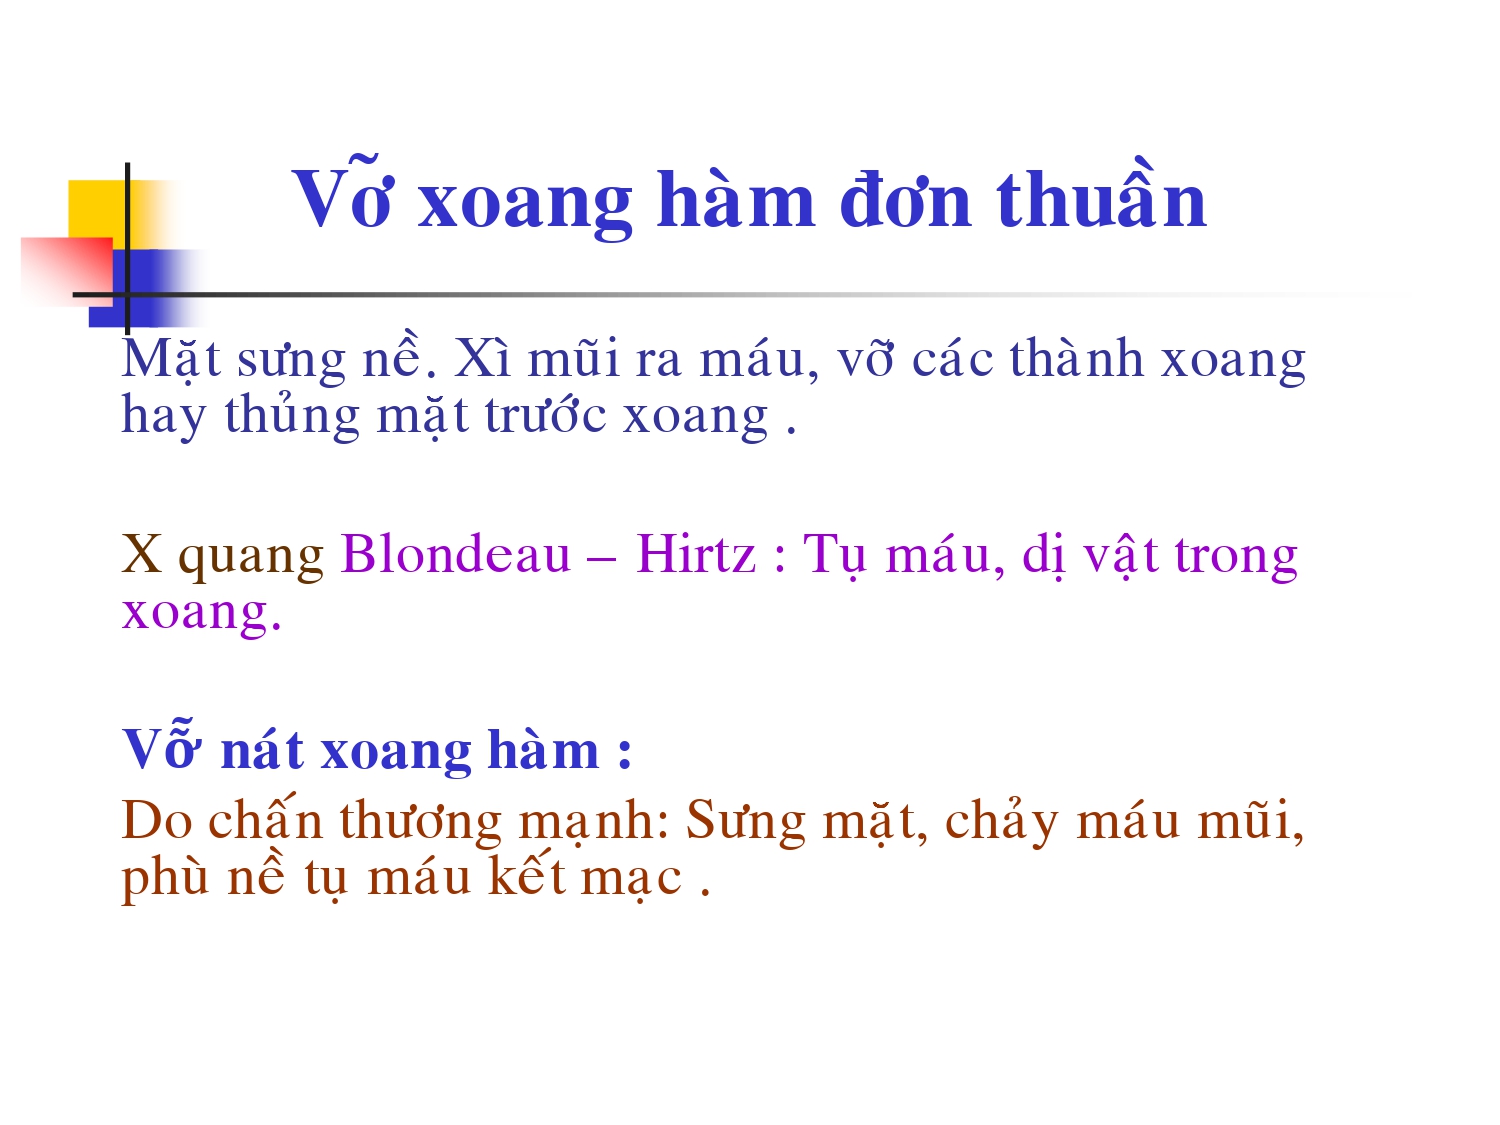 Vỡ xoang hàm đơn thuần
Mặt sưng nề. Xì mũi ra máu, vỡ các thành xoang
hay thủng mặt trước xoang .
X quang Blondeau – Hirtz : Tụ máu, dị vật trong
xoang.
Vỡ nát xoang hàm :
Do chấn thương mạnh: Sưng mặt, chảy máu mũi,
phù nề tụ máu kết mạc .